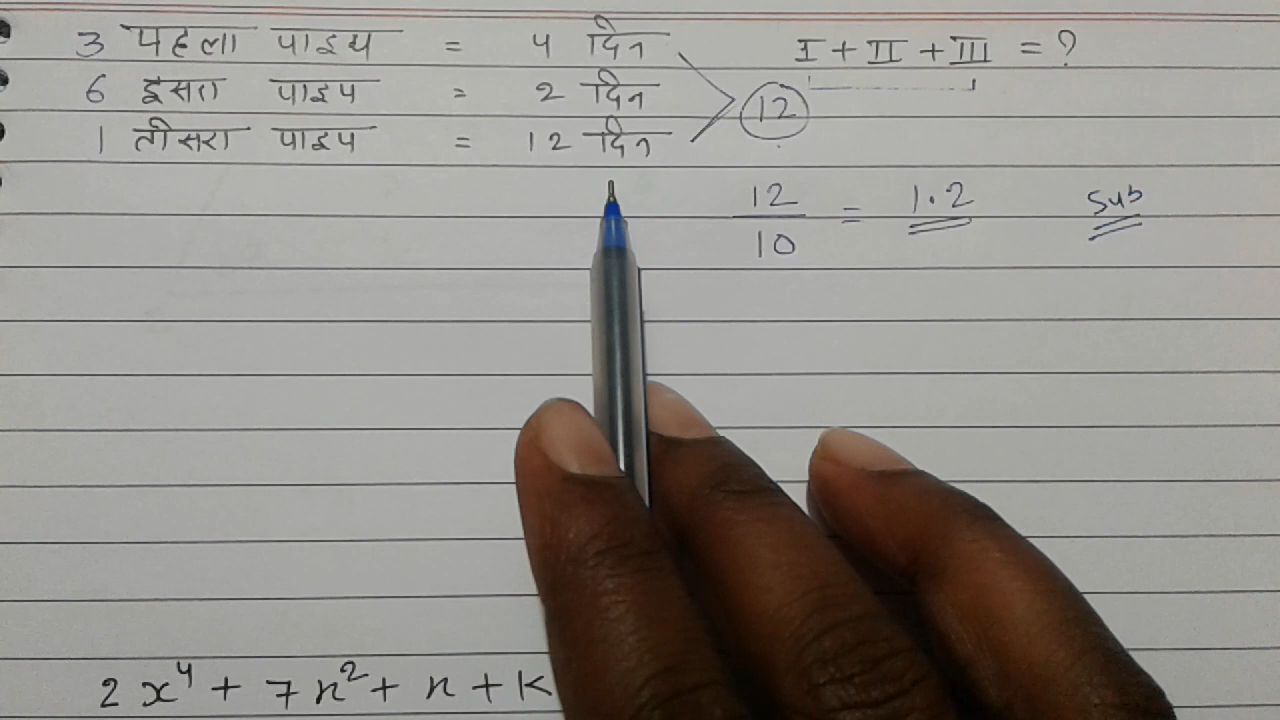 3 पहला पाइप = 4 दिन
I + II + III = ?
6 दूसरा पाइप = 2 दिन
12
1 तीसरा पाइप = 12 दिन
12/10 = 1.2
Sub
2x⁴ + 7x² + x + k